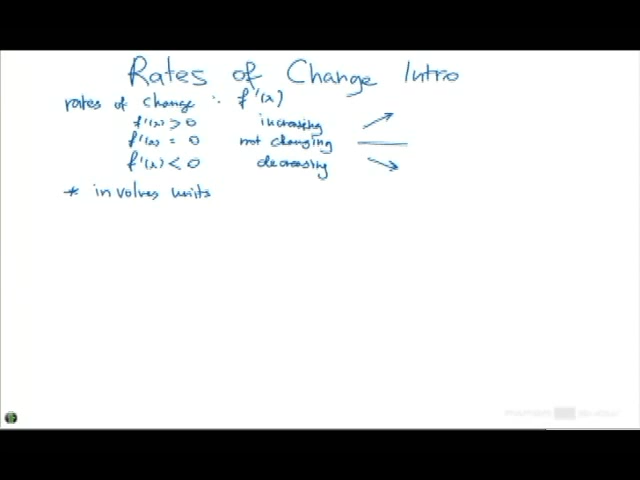 Rates of Change Intro
rates of change : f'(x)
f'(x) > 0 increasing
f'(x) = 0 not changing
f'(x) < 0 decreasing
* involves units